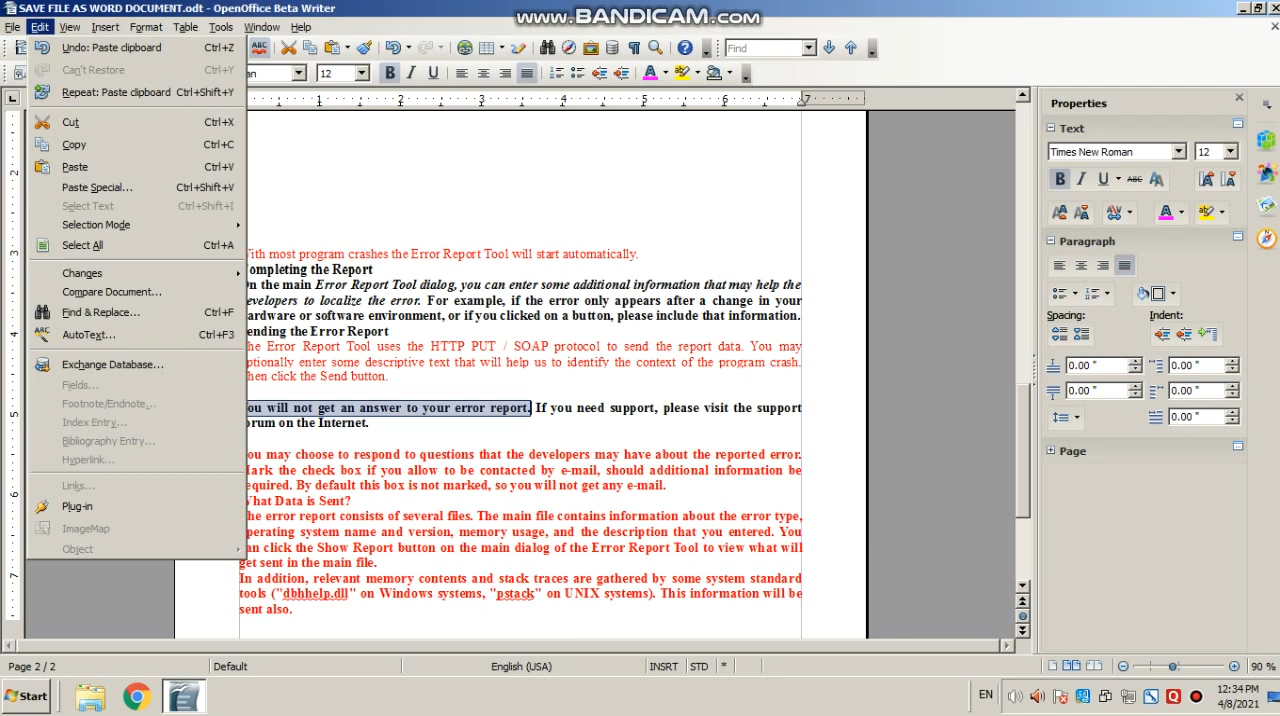 SAVE FILE AS WORD DOCUMENT.odt - OpenOffice Beta Writer
www.BANDICAM.com
File Edit View Insert Format Table Tools Window Help
Undo: Paste clipboard Ctrl+Z
Can't Restore Ctrl+Y
Repeat: Paste clipboard Ctrl+Shift+Y
Cut Ctrl+X
Copy Ctrl+C
Paste Ctrl+V
Paste Special... Ctrl+Shift+V
Select Text Ctrl+Shift+I
Selection Mode
Select All Ctrl+A
Changes
Compare Document...
Find & Replace... Ctrl+F
AutoText... Ctrl+F3
Exchange Database...
Fields...
Footnote/Endnote...
Index Entry...
Bibliography Entry...
Hyperlink...
Links...
Plug-in
ImageMap
Object
ABC
Find
12
B I U
1 2 3 4 5 6 7
2
3
4
5
6
7
With most program crashes the Error Report Tool will start automatically.
ompleting the Report
n the main Error Report Tool dialog, you can enter some additional information that may help the
evelopers to localize the error. For example, if the error only appears after a change in your
ardware or software environment, or if you clicked on a button, please include that information.
ending the Error Report
he Error Report Tool uses the HTTP PUT / SOAP protocol to send the report data. You may
ptionally enter some descriptive text that will help us to identify the context of the program crash.
hen click the Send button.
ou will not get an answer to your error report. If you need support, please visit the support
orum on the Internet.
ou may choose to respond to questions that the developers may have about the reported error.
ark the check box if you allow to be contacted by e-mail, should additional information be
equired. By default this box is not marked, so you will not get any e-mail.
What Data is Sent?
he error report consists of several files. The main file contains information about the error type,
perating system name and version, memory usage, and the description that you entered. You
an click the Show Report button on the main dialog of the Error Report Tool to view what will
get sent in the main file.
In addition, relevant memory contents and stack traces are gathered by some system standard
tools ("dbhhelp.dll" on Windows systems, "pstack" on UNIX systems). This information will be
sent also.
Properties
Text
Times New Roman 12
B I U ABC
Paragraph
Spacing: Indent:
0.00 " 0.00 "
0.00 " 0.00 "
0.00 "
Page
Page 2 / 2 Default English (USA) INSRT STD * 90 %
Start
EN
12:34 PM
4/8/2021